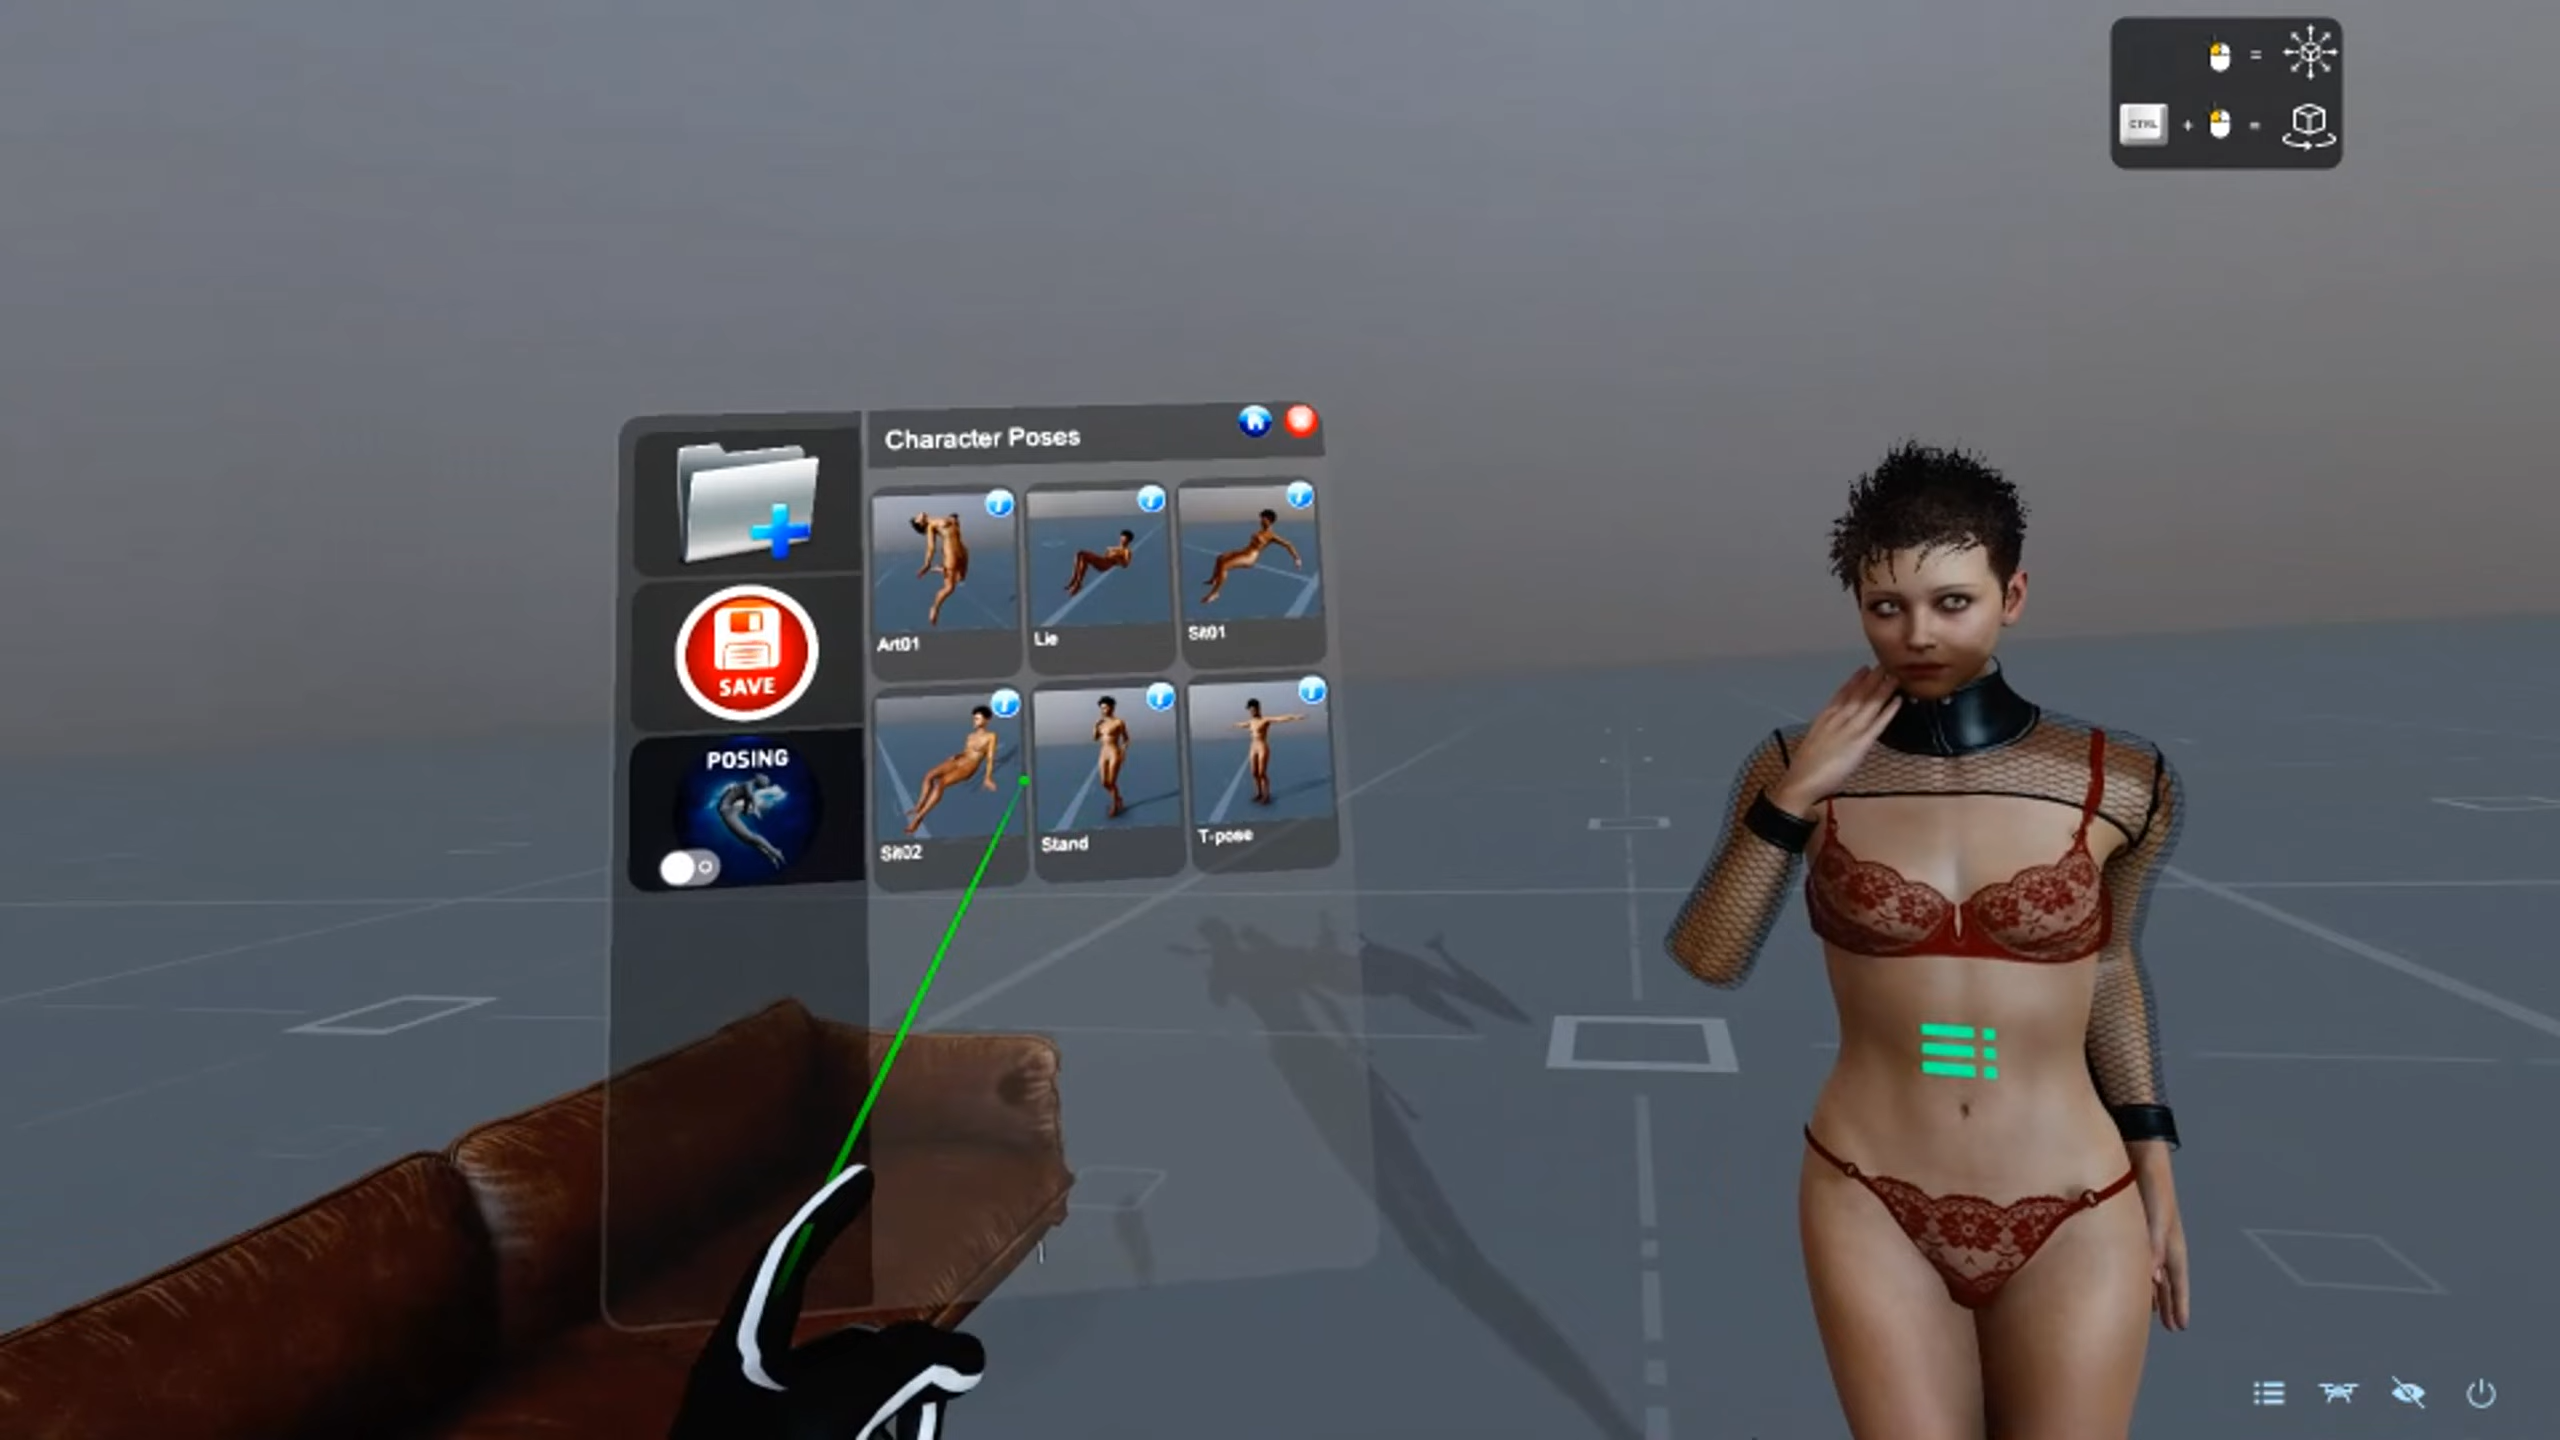 CTRL + =
=
Character Poses
SAVE
POSING
Art01
Lie
Sit01
Sit02
Stand
T-pose